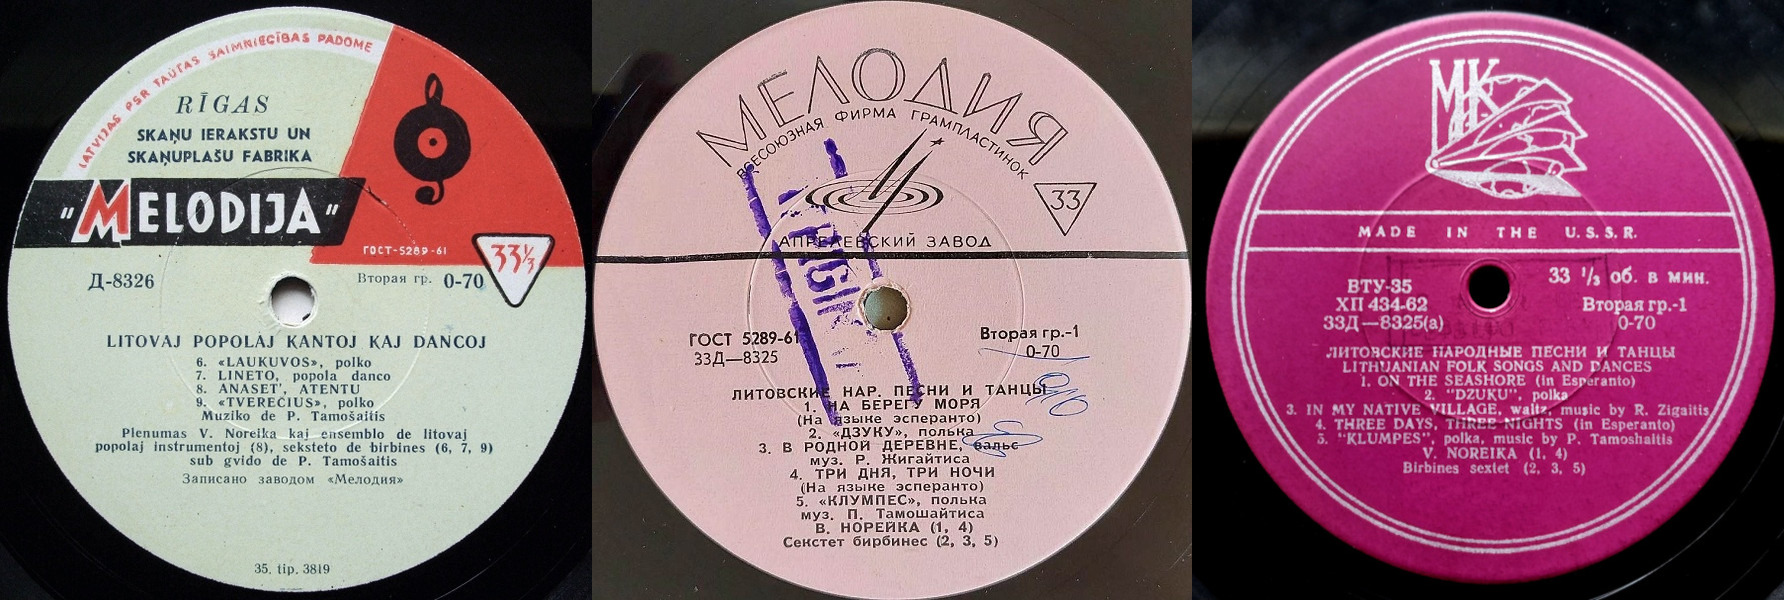 LATVIJAS PSR TAUTAS SAIMNIECĪBAS PADOME
RĪGAS
SKAŅU IERAKSTU UN
SKAŅUPLAŠU FABRIKA
"MELODIJA"
ГОСТ-5289-61
33⅓
Д-8326
Вторая гр. 0-70
LITOVAJ POPOLAJ KANTOJ KAJ DANCOJ
6. «LAUKUVOS», polko
7. LINETO, popola danco
8. ANASET', ATENTU
9. «TVEREČIUS», polko
Muziko de P. Tamošaitis
Plenumas V. Noreika kaj ensemblo de litovaj
popolaj instrumentoj (8), seksteto de birbines (6, 7, 9)
sub gvido de P. Tamošaitis
Записано заводом «Мелодия»
35. tip. 3819
МЕЛОДИЯ
ВСЕСОЮЗНАЯ ФИРМА ГРАМПЛАСТИНОК
33
АПРЕЛЕВСКИЙ ЗАВОД
ГОСТ 5289-61
33Д—8325
Вторая гр.-1
0-70
ЛИТОВСКИЕ НАР. ПЕСНИ И ТАНЦЫ
1. НА БЕРЕГУ МОРЯ
(На языке эсперанто)
2. «ДЗУКУ», полька
3. В РОДНОЙ ДЕРЕВНЕ, вальс
муз. Р. Жигайтиса
4. ТРИ ДНЯ, ТРИ НОЧИ
(На языке эсперанто)
5. «КЛУМПЕС», полька
муз. П. Тамошайтиса
В. НОРЕЙКА (1, 4)
Секстет бирбинес (2, 3, 5)
МК
MADE IN THE U.S.S.R.
ВТУ-35
ХП 434-62
33Д—8325(а)
33 ⅓ об. в мин.
Вторая гр.-1
0-70
ЛИТОВСКИЕ НАРОДНЫЕ ПЕСНИ И ТАНЦЫ
LITHUANIAN FOLK SONGS AND DANCES
1. ON THE SEASHORE (in Esperanto)
2. "DZUKU", polka
3. IN MY NATIVE VILLAGE, waltz, music by R. Zigaitis
4. THREE DAYS, THREE NIGHTS (in Esperanto)
5. "KLUMPES", polka, music by P. Tamoshaitis
V. NOREIKA (1, 4)
Birbines sextet (2, 3, 5)